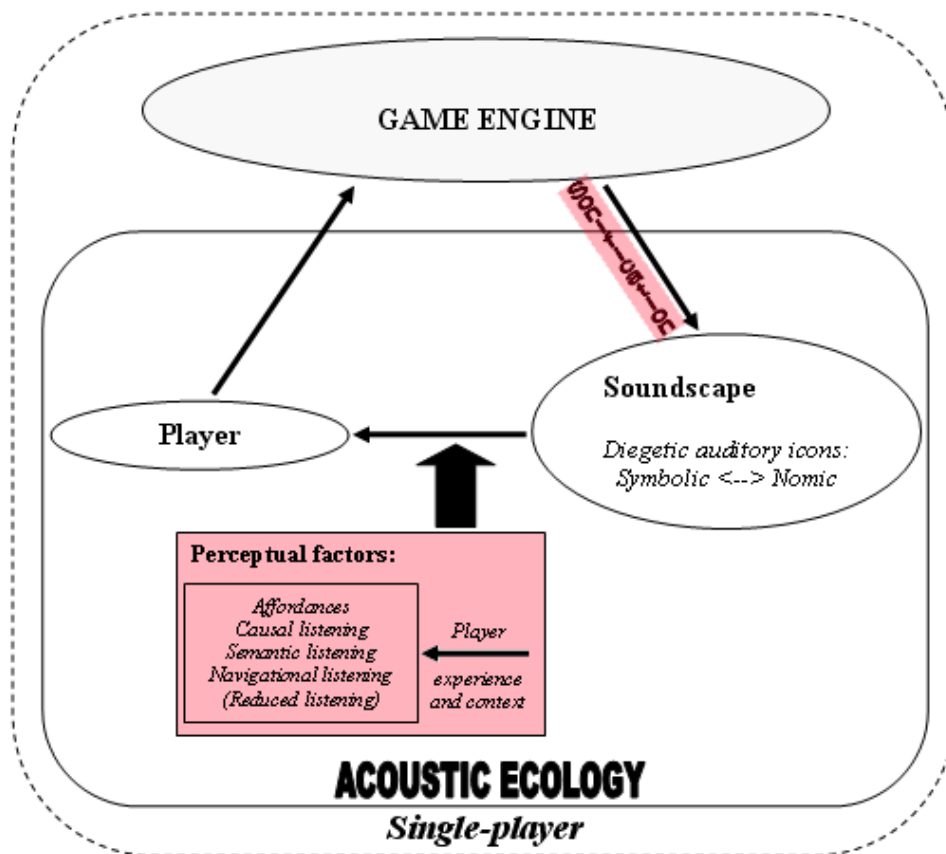 GAME ENGINE
Sonification
Soundscape
Diegetic auditory icons:
Symbolic <--> Nomic
Player
Perceptual factors:
Affordances
Causal listening
Semantic listening
Navigational listening
(Reduced listening)
Player
experience
and context
ACOUSTIC ECOLOGY
Single-player